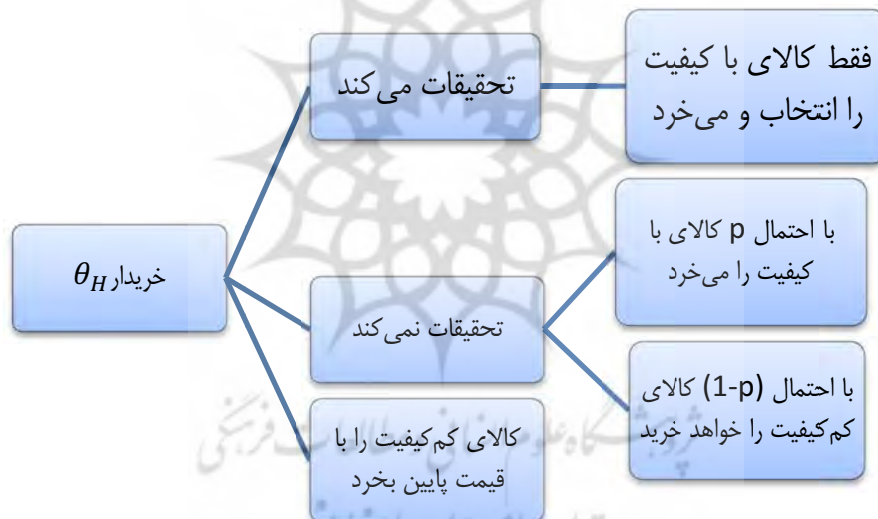 فقط کالای با کیفیت
را انتخاب و می‌خرد
تحقیقات می‌کند
با احتمال p کالای با
کیفیت را می‌خرد
خریدار θ_H
تحقیقات نمی‌کند
با احتمال (1-p) کالای
کم‌کیفیت را خواهد خرید
کالای کم‌کیفیت را با
قیمت پایین بخرد